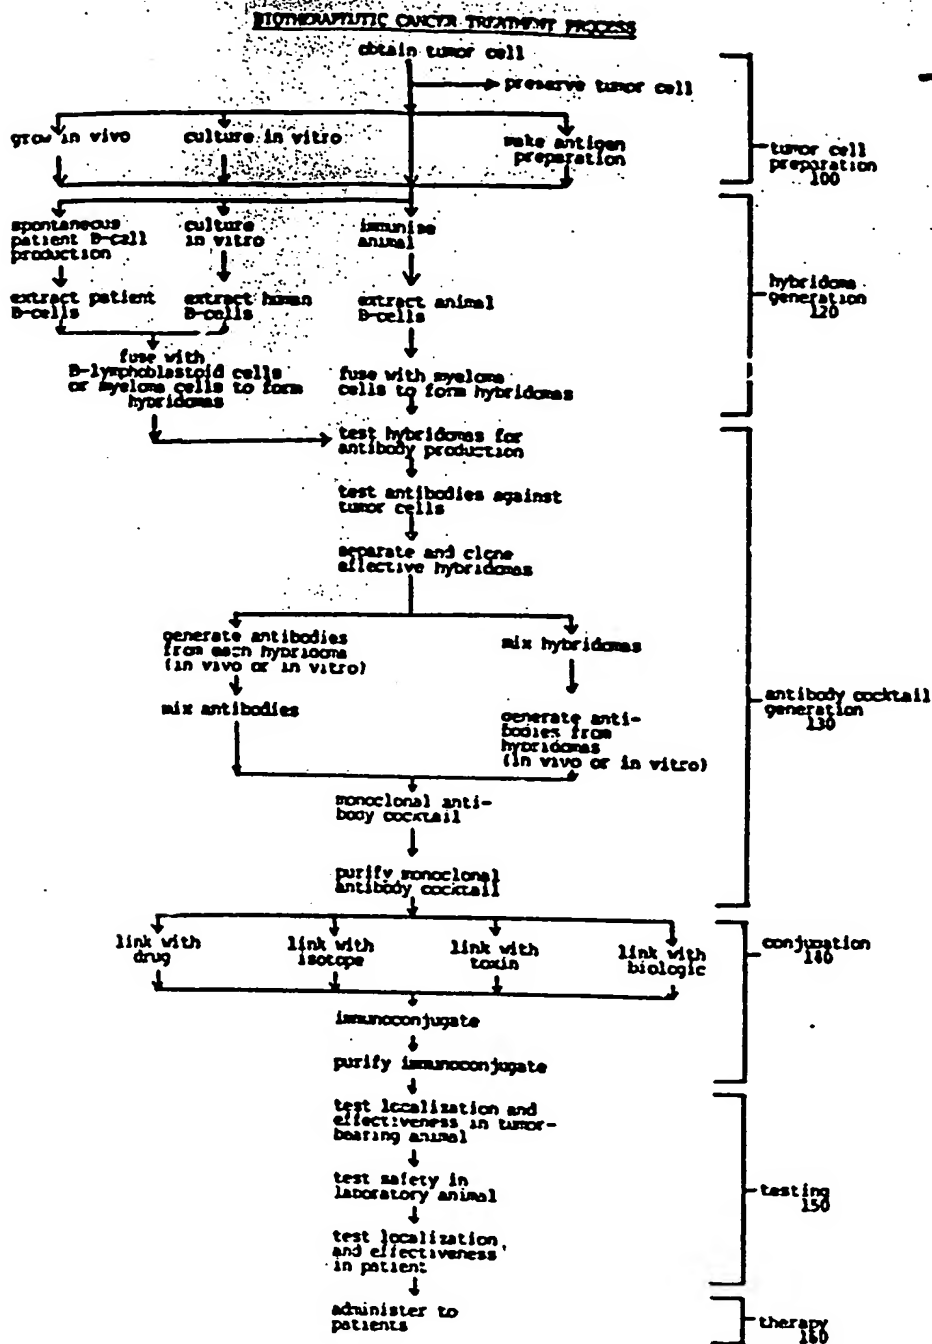 BIOTHERAPEUTIC CANCER TREATMENT PROCESS
obtain tumor cell
preserve tumor cell
grow in vivo
culture in vitro
make antigen
preparation
tumor cell
preparation
100
spontaneous
patient B-cell
production
culture
in vitro
immunise
animal
extract patient
B-cells
extract human
B-cells
extract animal
B-cells
hybridoma
generation
120
fuse with
B-lymphoblastoid cells
or myeloma cells to form
hybridomas
fuse with myeloma
cells to form hybridomas
test hybridomas for
antibody production
test antibodies against
tumor cells
separate and clone
effective hybridomas
generate antibodies
from each hybridoma
(in vivo or in vitro)
mix hybridomas
mix antibodies
generate anti-
bodies from
hybridomas
(in vivo or in vitro)
antibody cocktail
generation
130
monoclonal anti-
body cocktail
purify monoclonal
antibody cocktail
link with
drug
link with
isotope
link with
toxin
link with
biologic
conjugation
140
immunoconjugate
purify immunoconjugate
test localization and
effectiveness in tumor-
bearing animal
test safety in
laboratory animal
test localization
and effectiveness
in patient
testing
150
administer to
patients
therapy
160